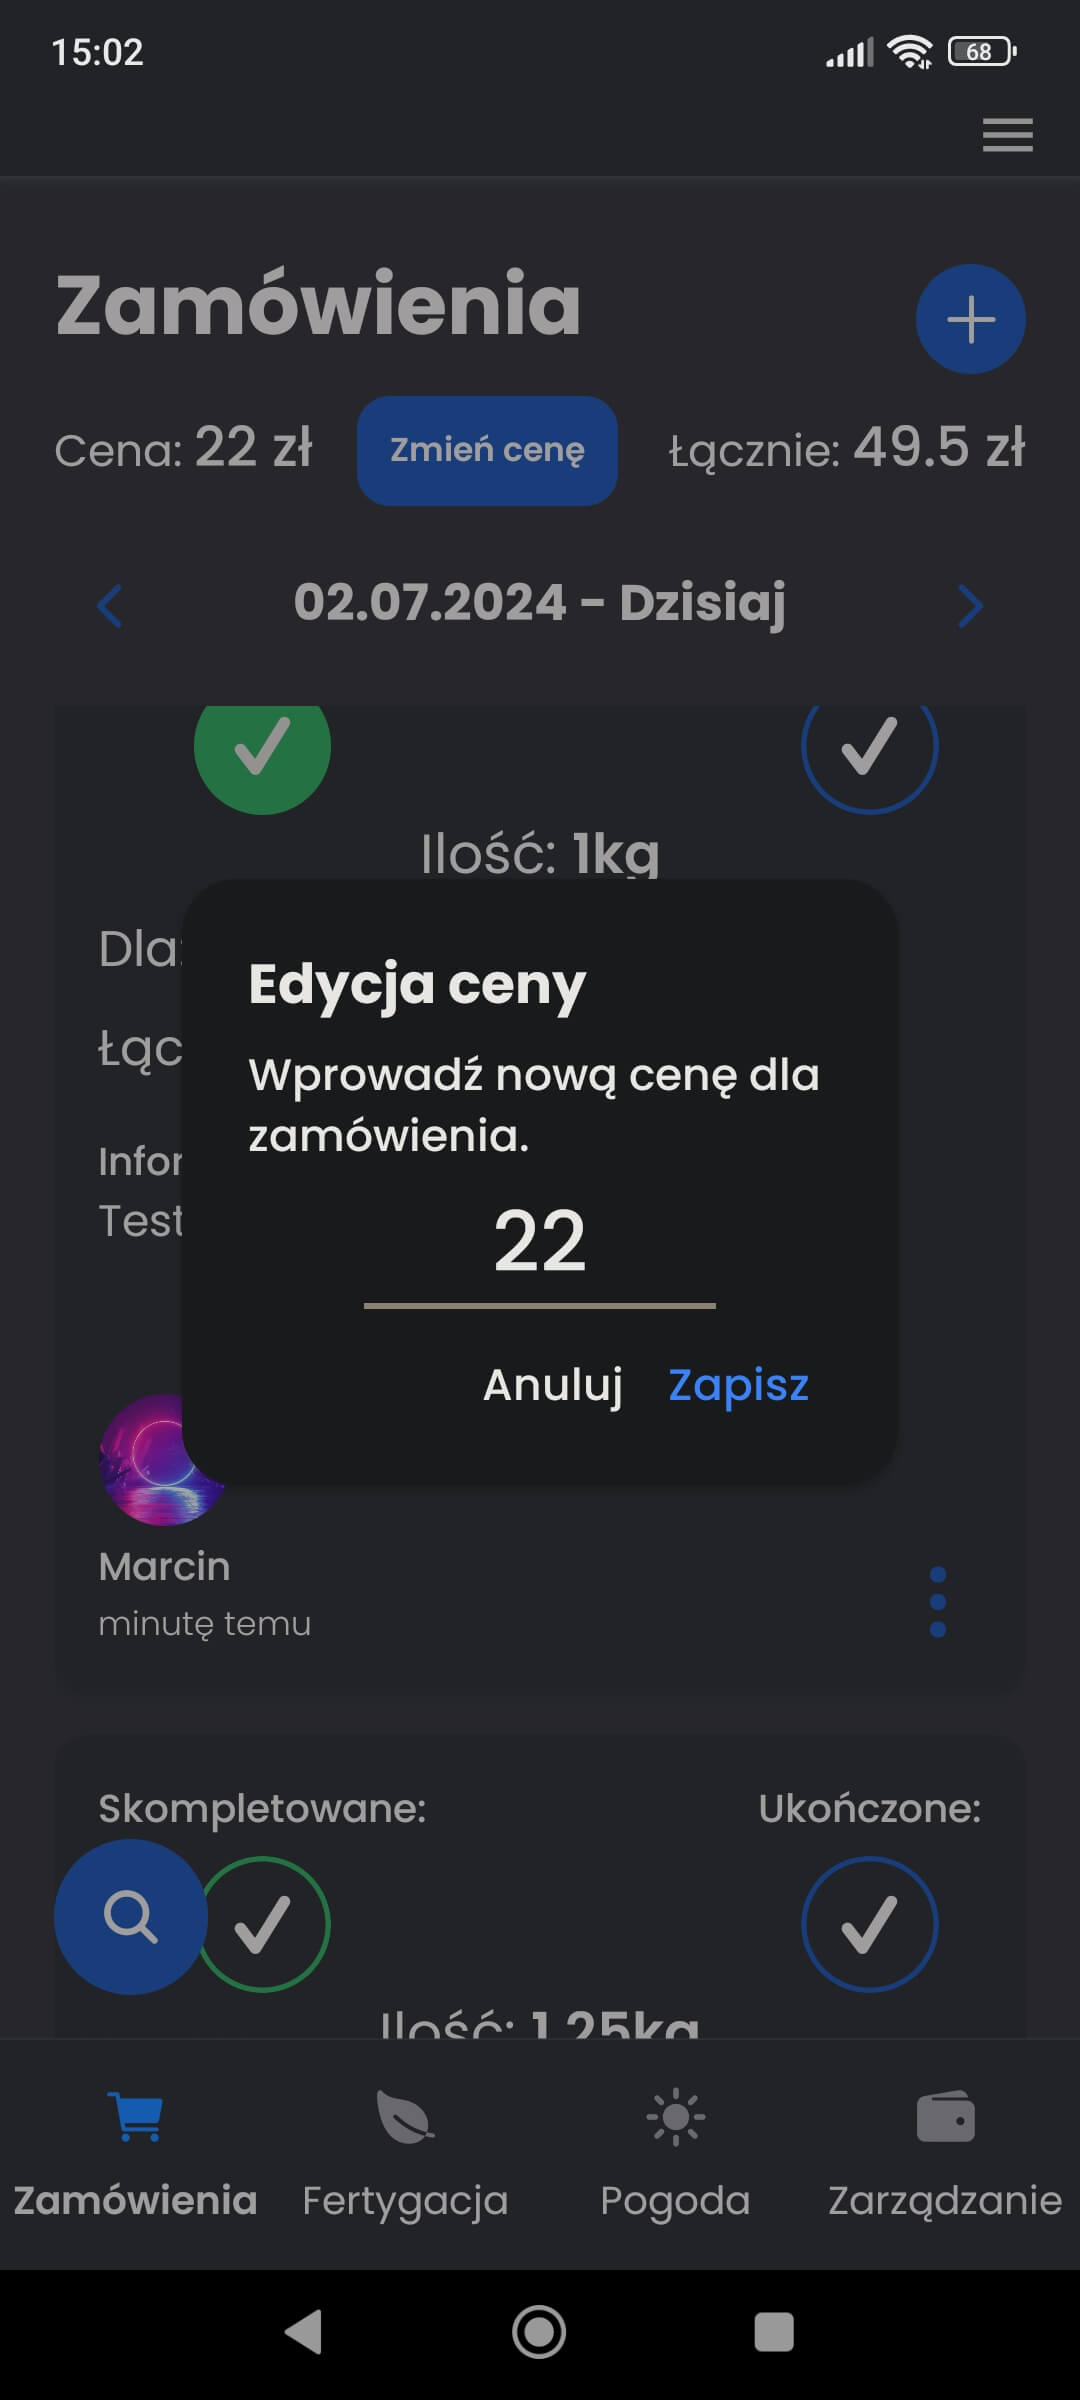 15:02
68
Zamówienia
Cena: 22 zł
Zmień cenę
Łącznie: 49.5 zł
02.07.2024 - Dzisiaj
Ilość: 1kg
Dla:
Łąc
Edycja ceny
Wprowadź nową cenę dla
zamówienia.
Infor
Test
22
Anuluj
Zapisz
Marcin
minutę temu
Skompletowane:
Ukończone:
Ilość: 1.25kg
Zamówienia
Fertygacja
Pogoda
Zarządzanie